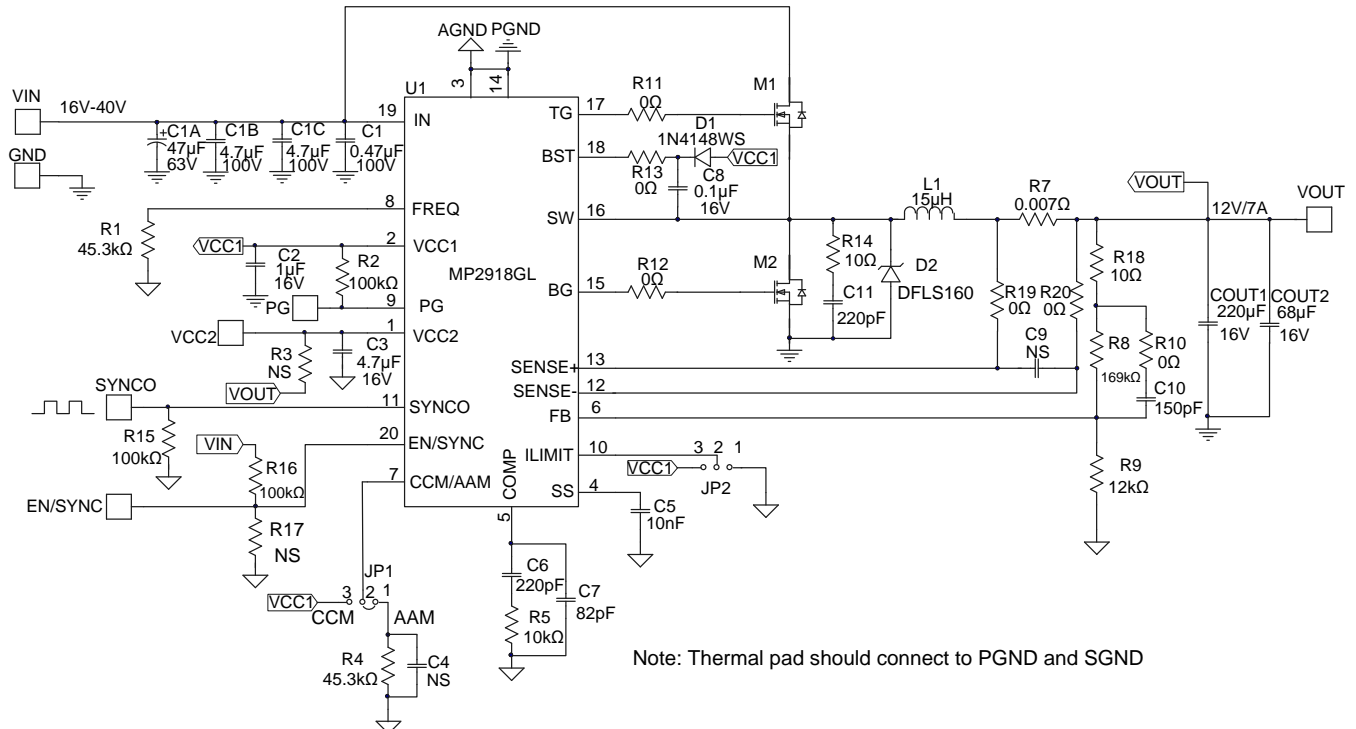 AGND PGND
U1
3
14
VIN
16V-40V
GND
+C1A
47μF
63V
C1B
4.7μF
100V
C1C
4.7μF
100V
C1
0.47μF
100V
19 IN
R1
45.3kΩ
8 FREQ
VCC1
2 VCC1
C2
1μF
16V
R2
100kΩ
MP2918GL
PG
9 PG
VCC2
1 VCC2
R3
NS
C3
4.7μF
16V
VOUT
SYNCO
11 SYNCO
R15
100kΩ
VIN
20 EN/SYNC
R16
100kΩ
7 CCM/AAM
EN/SYNC
R17
NS
COMP
5
JP1
VCC1
3 2 1
CCM AAM
R4
45.3kΩ
C4
NS
C6
220pF
R5
10kΩ
C7
82pF
TG 17
R11
0Ω
M1
BST 18
R13
0Ω
D1
1N4148WS
VCC1
C8
0.1μF
16V
SW 16
L1
15μH
R7
0.007Ω
VOUT
12V/7A
VOUT
BG 15
R12
0Ω
M2
R14
10Ω
C11
220pF
D2
DFLS160
R19
0Ω
R20
0Ω
R18
10Ω
COUT1
220μF
16V
COUT2
68μF
16V
C9
NS
R8
169kΩ
R10
0Ω
C10
150pF
SENSE+ 13
SENSE- 12
FB 6
ILIMIT 10
VCC1
3 2 1
JP2
SS 4
C5
10nF
R9
12kΩ
Note: Thermal pad should connect to PGND and SGND